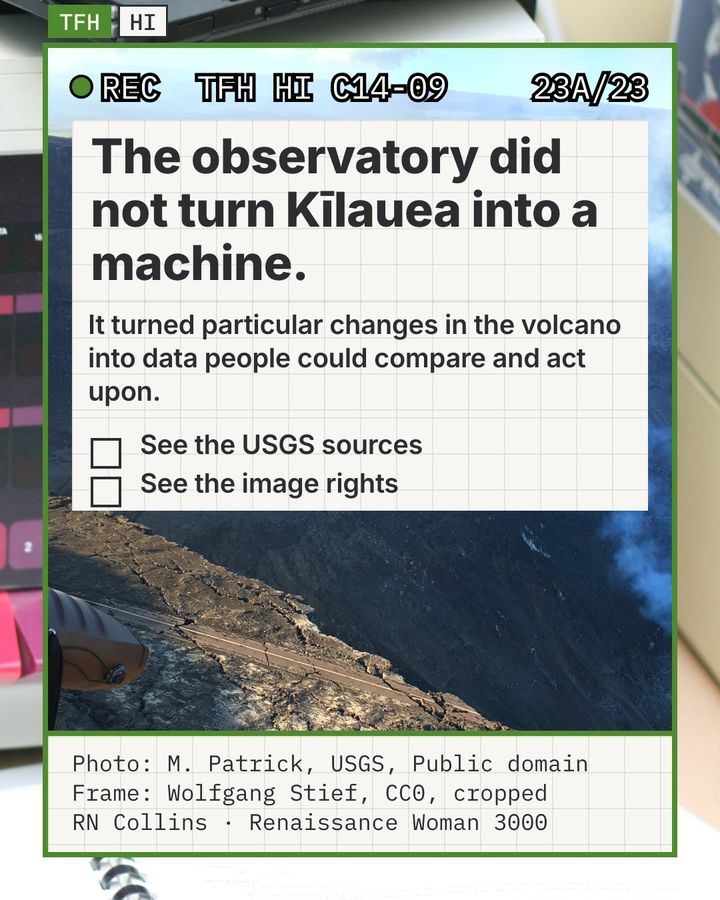 TFH HI
REC TFH HI C14-09 23A/23
The observatory did
not turn Kīlauea into a
machine.
It turned particular changes in the volcano
into data people could compare and act
upon.
See the USGS sources
See the image rights
2
Photo: M. Patrick, USGS, Public domain
Frame: Wolfgang Stief, CC0, cropped
RN Collins · Renaissance Woman 3000